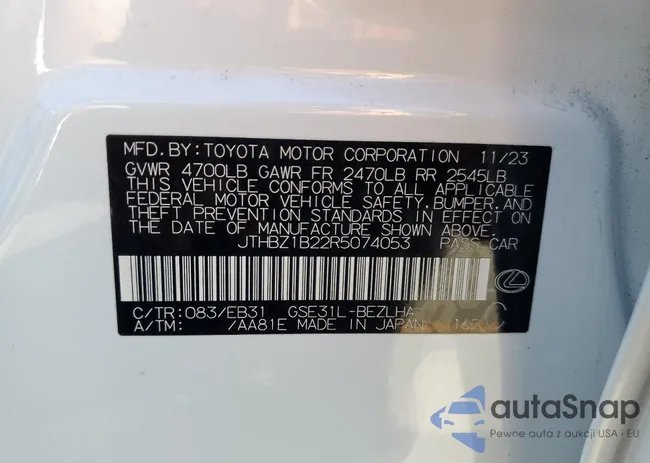 MFD. BY: TOYOTA MOTOR CORPORATION 11/23
GVWR 4700LB GAWR FR 2470LB RR 2545LB
THIS VEHICLE CONFORMS TO ALL APPLICABLE
FEDERAL MOTOR VEHICLE SAFETY, BUMPER, AND
THEFT PREVENTION STANDARDS IN EFFECT ON
THE DATE OF MANUFACTURE SHOWN ABOVE.
JTHBZ1B22R5074053 PASS. CAR
C/TR: 083/EB31 GSE31L-BEZLHA
A/TM: /AA81E MADE IN JAPAN
autaSnap
Pewne auta z aukcji USA i EU